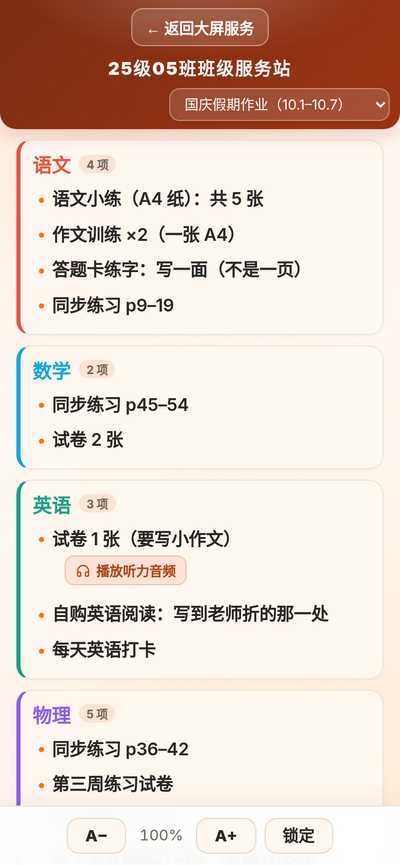 ← 返回大屏服务
25级05班班级服务站
国庆假期作业（10.1–10.7）
语文 4 项
语文小练（A4 纸）：共 5 张
作文训练 ×2（一张 A4）
答题卡练字：写一面（不是一页）
同步练习 p9–19
数学 2 项
同步练习 p45–54
试卷 2 张
英语 3 项
试卷 1 张（要写小作文）
播放听力音频
自购英语阅读：写到老师折的那一处
每天英语打卡
物理 5 项
同步练习 p36–42
第三周练习试卷
A− 100% A+ 锁定